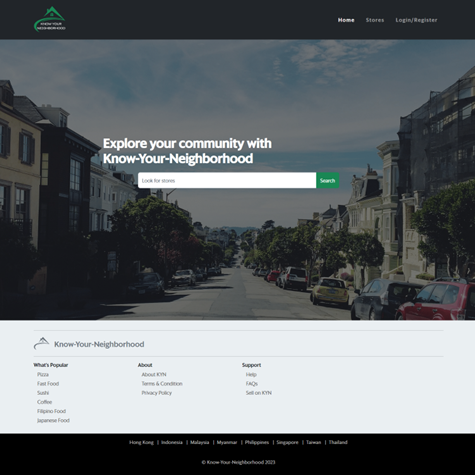 KNOW-YOUR
NEIGHBORHOOD
Home Stores Login/Register
Explore your community with
Know-Your-Neighborhood
Look for stores Search
Know-Your-Neighborhood
What's Popular
Pizza
Fast Food
Sushi
Coffee
Filipino Food
Japanese Food
About
About KYN
Terms & Condition
Privacy Policy
Support
Help
FAQs
Sell on KYN
Hong Kong | Indonesia | Malaysia | Myanmar | Philippines | Singapore | Taiwan | Thailand
© Know-Your-Neighborhood 2023